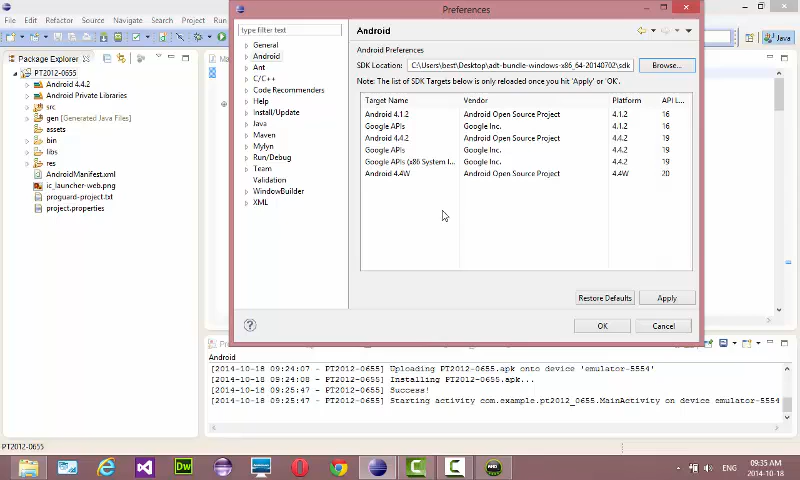 Preferences
File Edit Refactor Source Navigate Search Project
Java
Package Explorer
PT2012-0655
Android 4.4.2
Android Private Libraries
src
gen [Generated Java Files]
assets
bin
libs
res
AndroidManifest.xml
ic_launcher-web.png
proguard-project.txt
project.properties
type filter text
General
Android
Ant
C/C++
Code Recommenders
Help
Install/Update
Java
Maven
Mylyn
Run/Debug
Team
Validation
WindowBuilder
XML
Android
Android Preferences
SDK Location: C:\Users\best\Desktop\adt-bundle-windows-x86_64-20140702\sdk Browse...
Note: The list of SDK Targets below is only reloaded once you hit 'Apply' or 'OK'.
Target Name Vendor Platform API L...
Android 4.1.2 Android Open Source Project 4.1.2 16
Google APIs Google Inc. 4.1.2 16
Android 4.4.2 Android Open Source Project 4.4.2 19
Google APIs Google Inc. 4.4.2 19
Google APIs (x86 System I... Google Inc. 4.4.2 19
Android 4.4W Android Open Source Project 4.4W 20
Restore Defaults Apply
OK Cancel
Android
[2014-10-18 09:24:07 - PT2012-0655] Uploading PT2012-0655.apk onto device 'emulator-5554'
[2014-10-18 09:24:08 - PT2012-0655] Installing PT2012-0655.apk...
[2014-10-18 09:25:47 - PT2012-0655] Success!
[2014-10-18 09:25:47 - PT2012-0655] Starting activity com.example.pt2012_0655.MainActivity on device emulator-5554
PT2012-0655
Dw
ENG
09:35 AM
2014-10-18